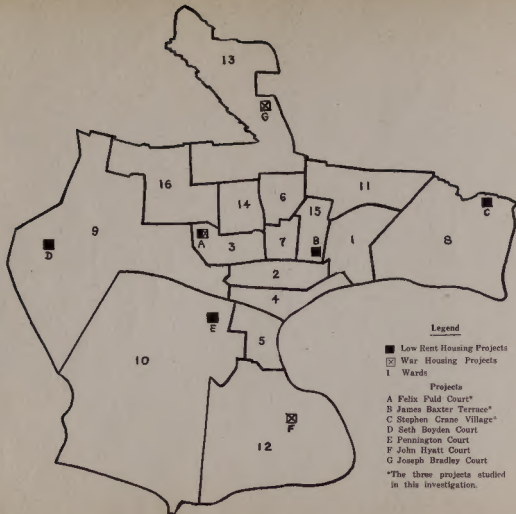 13
G
16
14
6
11
15
C
9
A
3
7
B
1
8
D
2
4
E
5
10
12
F
Legend
Low Rent Housing Projects
War Housing Projects
1 Wards
Projects
A Felix Fuld Court*
B James Baxter Terrace*
C Stephen Crane Village*
D Seth Boyden Court
E Pennington Court
F John Hyatt Court
G Joseph Bradley Court
*The three projects studied
in this investigation.